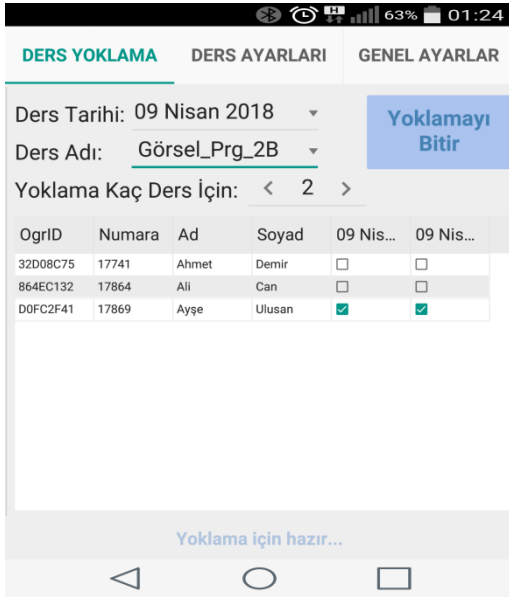 63% 01:24
DERS YOKLAMA DERS AYARLARI GENEL AYARLAR
Ders Tarihi: 09 Nisan 2018
Yoklamayı
Bitir
Ders Adı: Görsel_Prg_2B
Yoklama Kaç Ders İçin: < 2 >
OgrID Numara Ad Soyad 09 Nis... 09 Nis...
32D08C75 17741 Ahmet Demir
864EC132 17864 Ali Can
D0FC2F41 17869 Ayşe Ulusan
Yoklama için hazır...